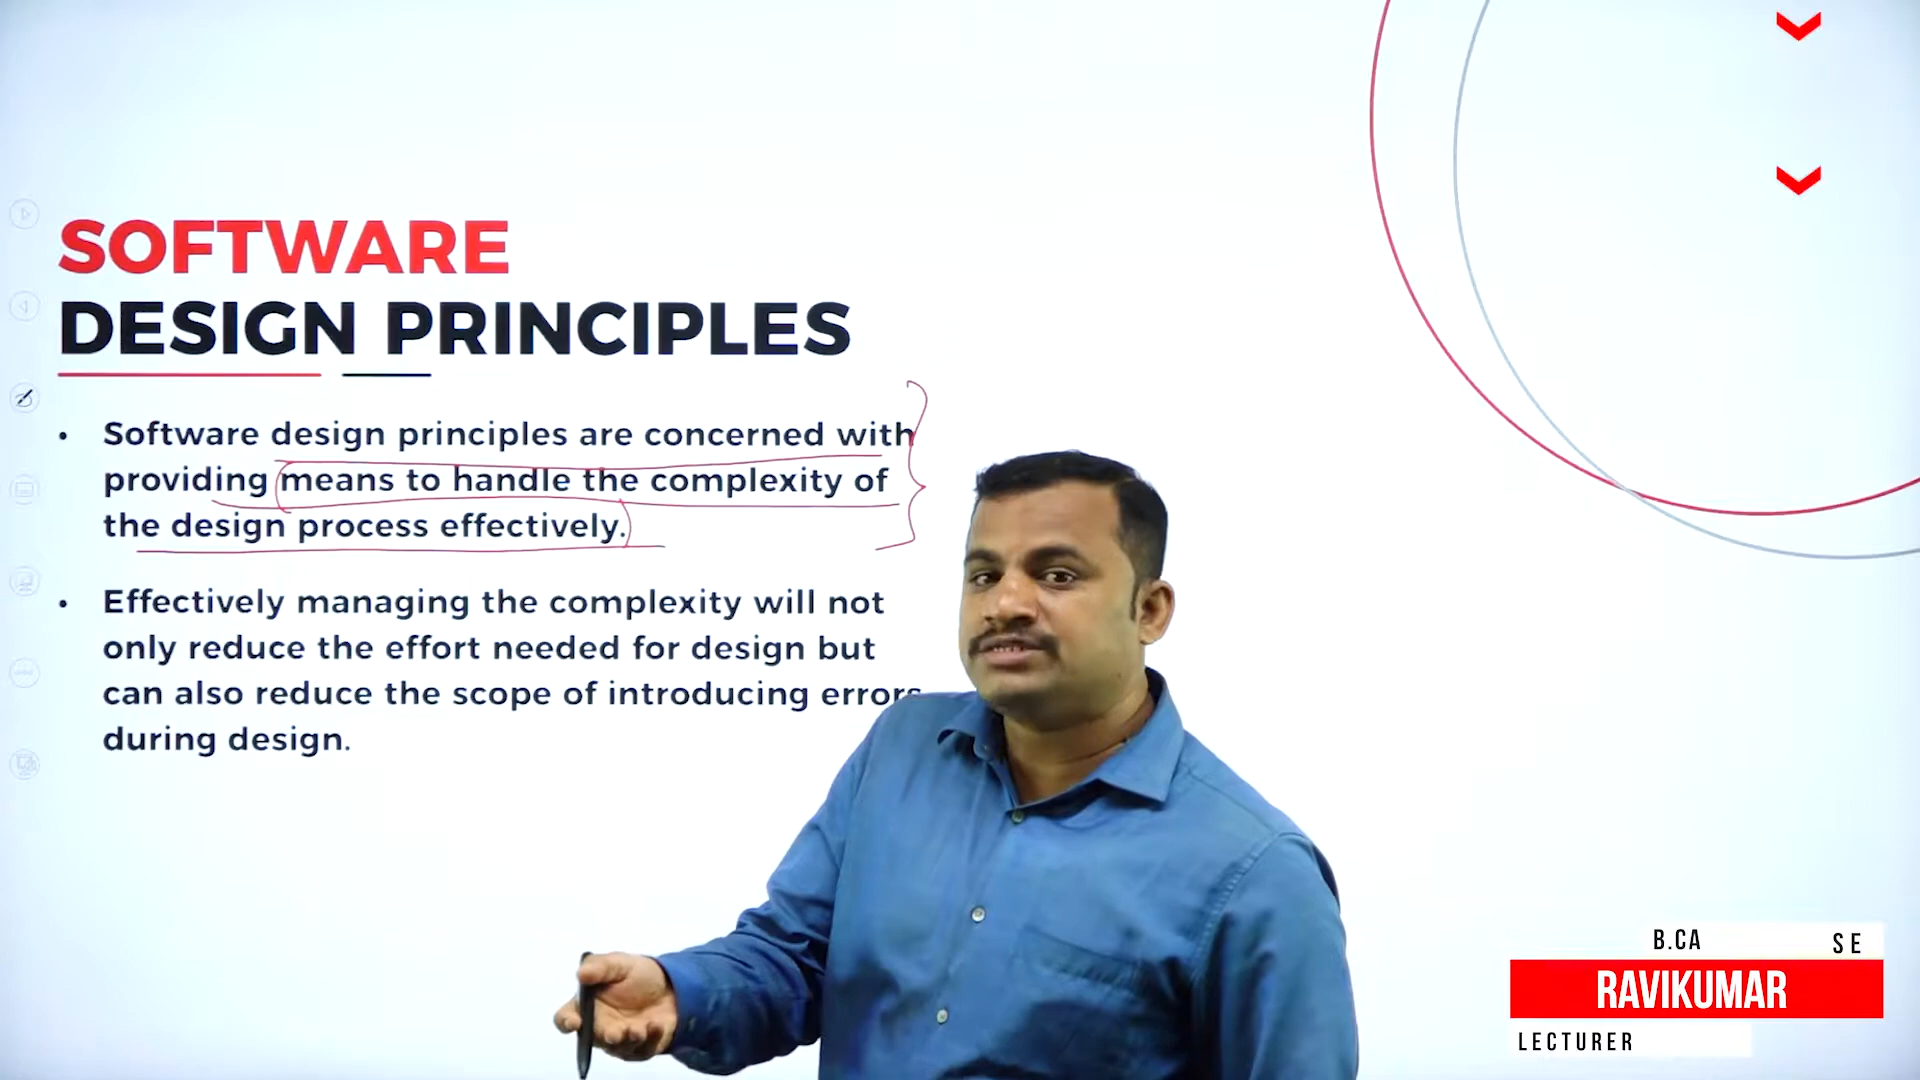 SOFTWARE
DESIGN PRINCIPLES
• Software design principles are concerned with
providing means to handle the complexity of
the design process effectively.
• Effectively managing the complexity will not
only reduce the effort needed for design but
can also reduce the scope of introducing errors
during design.
B.CA SE
RAVIKUMAR
LECTURER